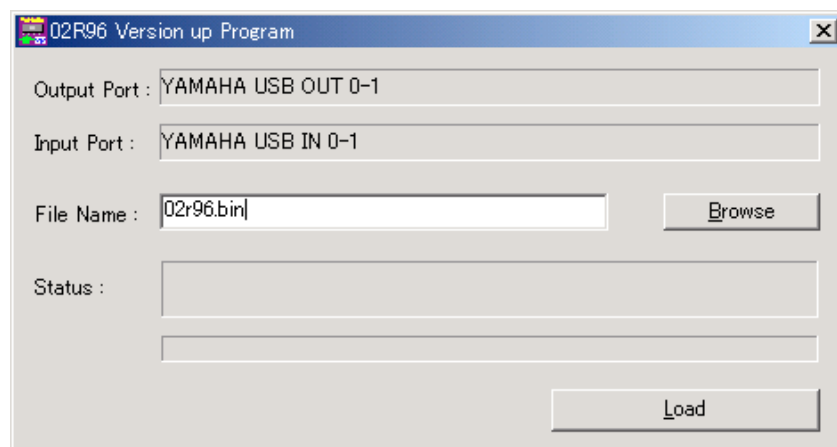 02R96 Version up Program
Output Port : YAMAHA USB OUT 0-1
Input Port : YAMAHA USB IN 0-1
File Name : 02r96.bin Browse
Status :
Load